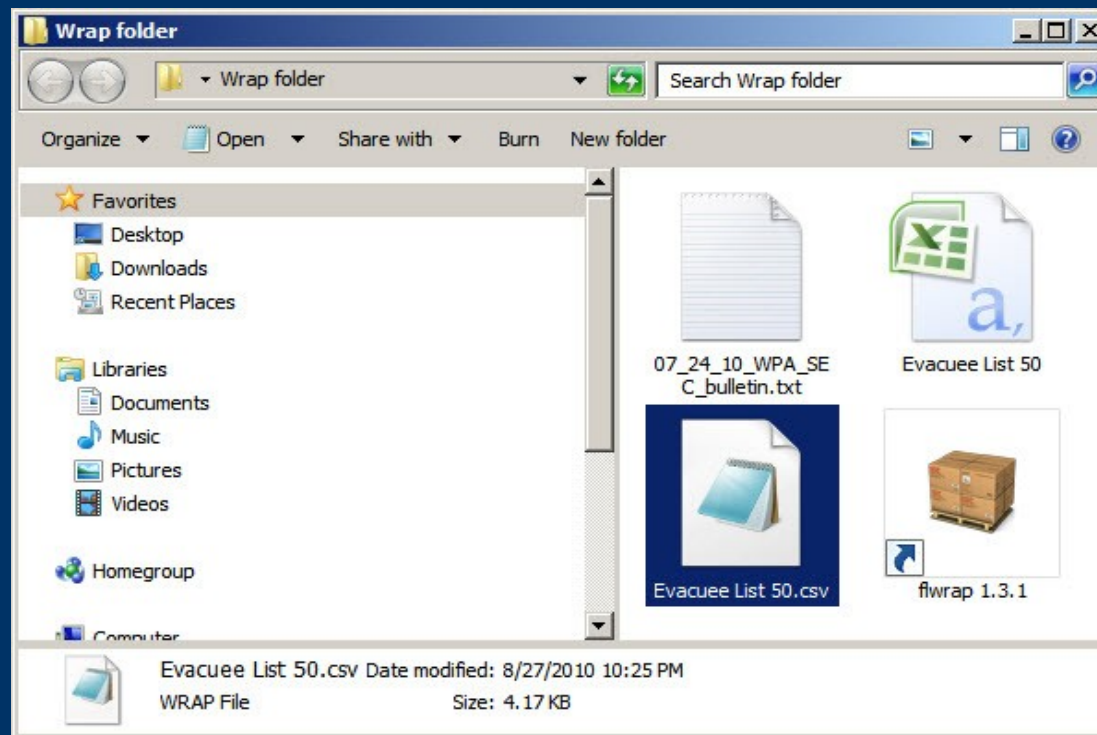 Wrap folder
Wrap folder
Search Wrap folder
Organize
Open
Share with
Burn
New folder
Favorites
Desktop
Downloads
Recent Places
Libraries
Documents
Music
Pictures
Videos
Homegroup
Computer
07_24_10_WPA_SE
C_bulletin.txt
Evacuee List 50
a,
Evacuee List 50.csv
flwrap 1.3.1
Evacuee List 50.csv Date modified: 8/27/2010 10:25 PM
WRAP File Size: 4.17 KB